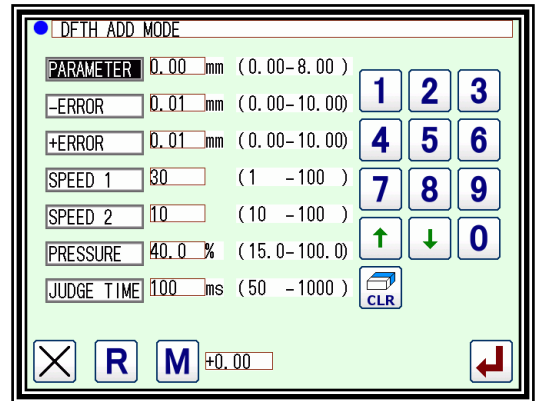 DFTH ADD MODE
PARAMETER 0.00 mm (0.00-8.00 )
-ERROR 0.01 mm (0.00-10.00)
+ERROR 0.01 mm (0.00-10.00)
SPEED 1 30 (1 -100 )
SPEED 2 10 (10 -100 )
PRESSURE 40.0 % (15.0-100.0)
JUDGE TIME 100 ms (50 -1000 )
1 2 3
4 5 6
7 8 9
↑ ↓ 0
CLR
R M +0.00